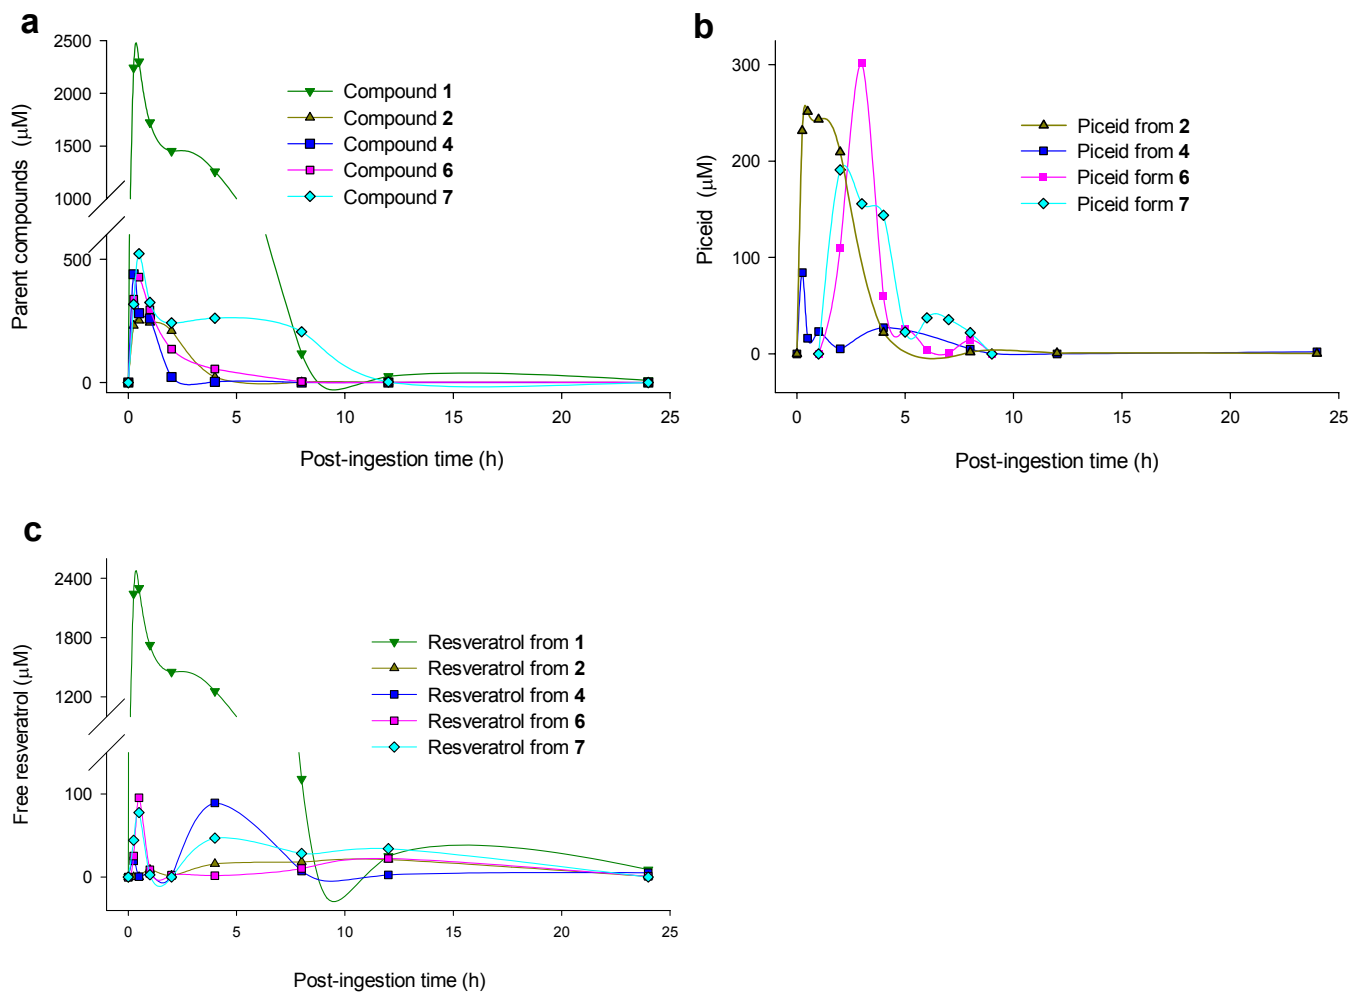 a
2500
2000
1500
1000
500
0
Parent compounds (μM)
Compound 1
Compound 2
Compound 4
Compound 6
Compound 7
0 5 10 15 20 25
Post-ingestion time (h)
b
300
200
100
0
Piceid (μM)
Piceid from 2
Piceid from 4
Piceid form 6
Piceid form 7
0 5 10 15 20 25
Post-ingestion time (h)
c
2400
1800
1200
100
0
Free resveratrol (μM)
Resveratrol from 1
Resveratrol from 2
Resveratrol from 4
Resveratrol from 6
Resveratrol from 7
0 5 10 15 20 25
Post-ingestion time (h)